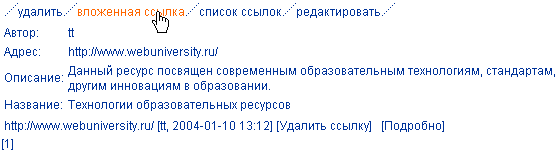 удалить вложенная ссылка список ссылок редактировать
Автор: tt
Адрес: http://www.webuniversity.ru/
Описание: Данный ресурс посвящен современным образовательным технологиям, стандартам,
другим инновациям в образовании.
Название: Технологии образовательных ресурсов
http://www.webuniversity.ru/ [tt, 2004-01-10 13:12] [Удалить ссылку] [Подробно]
[1]